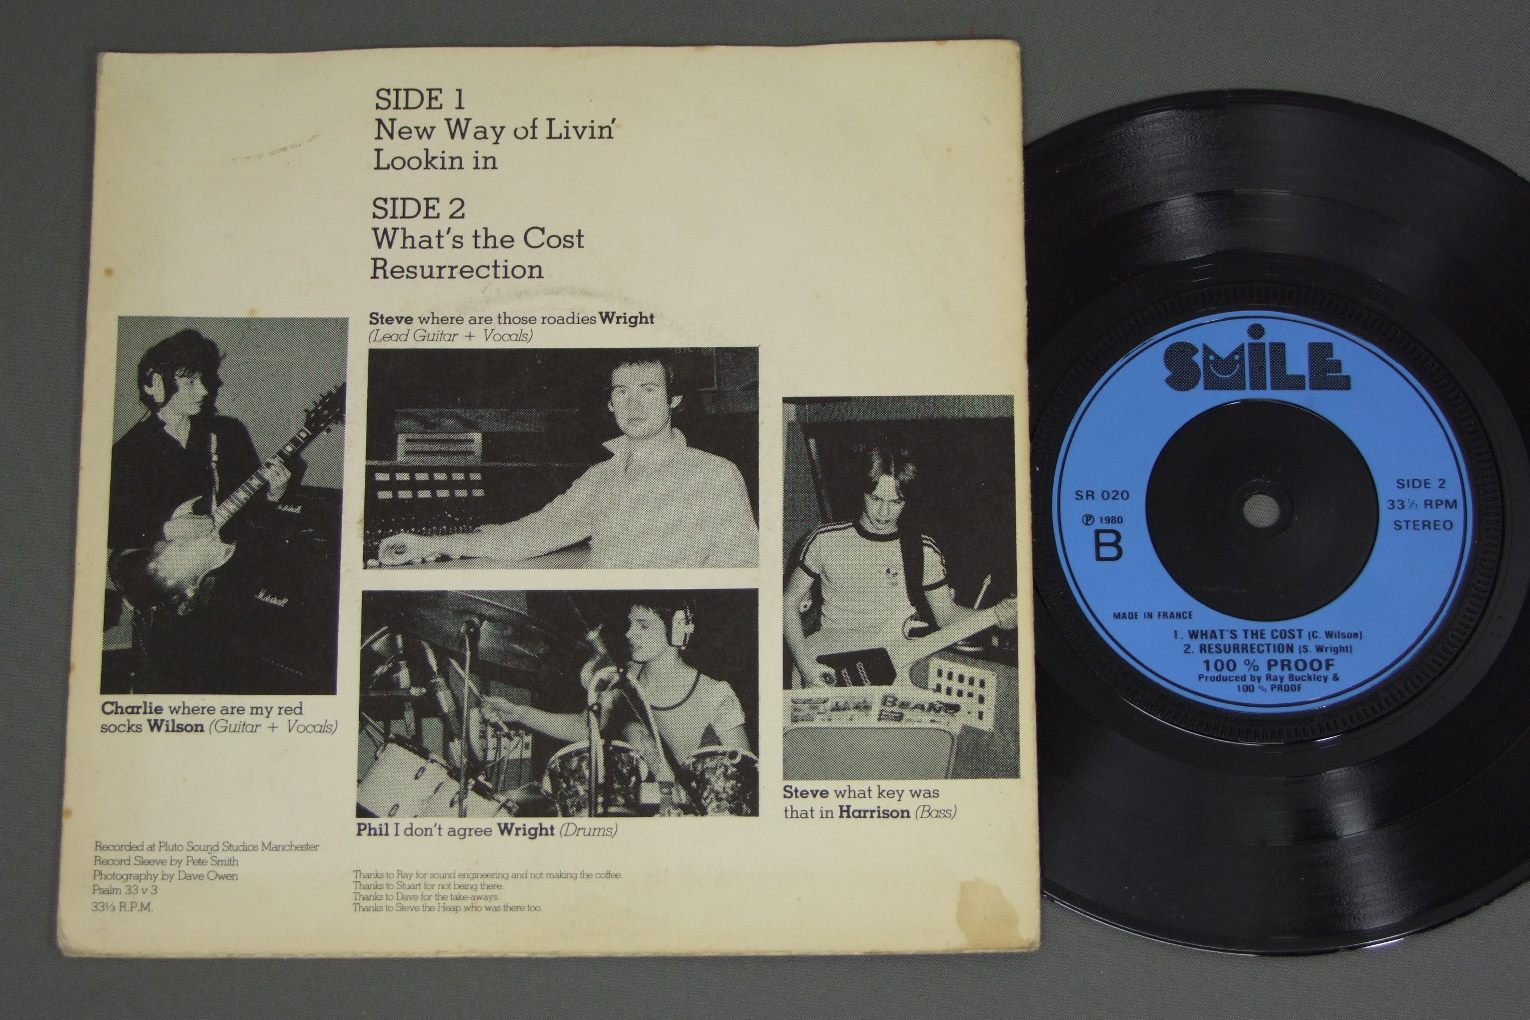 SIDE 1
New Way of Livin'
Lookin in
SIDE 2
What's the Cost
Resurrection
Steve where are those roadies Wright
(Lead Guitar + Vocals)
Charlie where are my red
socks Wilson (Guitar + Vocals)
Phil I don't agree Wright (Drums)
Steve what key was
that in Harrison (Bass)
Recorded at Pluto Sound Studios Manchester
Record Sleeve by Pete Smith
Photography by Dave Owen
Psalm 33 v 3
33⅓ R.P.M.
Thanks to Ray for sound engineering and not making the coffee.
Thanks to Stuart for not being there.
Thanks to Dave for the take-aways.
Thanks to Steve the Heap who was there too.
Marshall
Marshall
BEANO
SMILE
SR 020
℗ 1980
B
SIDE 2
33⅓ RPM
STEREO
MADE IN FRANCE
1. WHAT'S THE COST (C. Wilson)
2. RESURRECTION (S. Wright)
100 % PROOF
Produced by Ray Buckley &
100 % PROOF